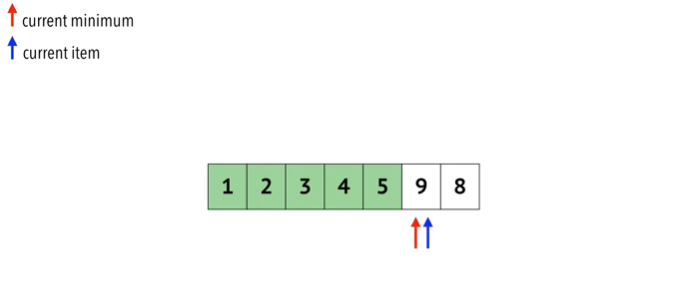 current minimum
current item
1 2 3 4 5 9 8